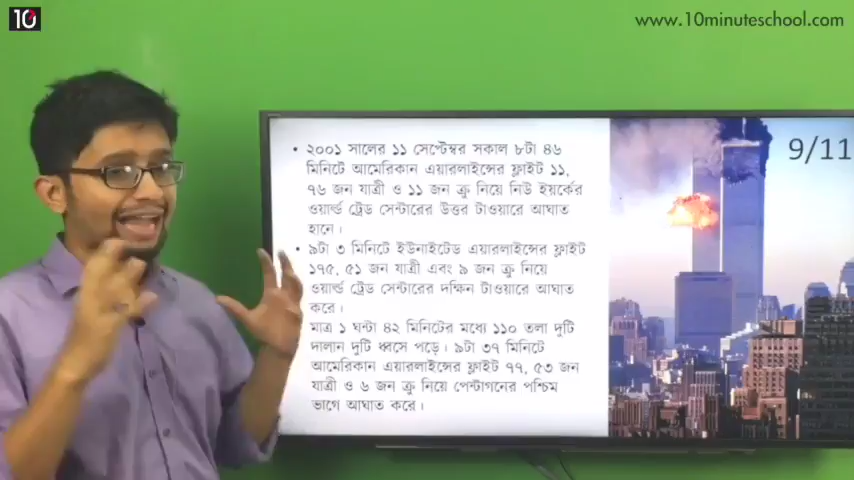 10
www.10minuteschool.com
9/11
• ২০০১ সালের ১১ সেপ্টেম্বর সকাল ৮টা ৪৬
মিনিটে আমেরিকান এয়ারলাইন্সের ফ্লাইট ১১,
৭৬ জন যাত্রী ও ১১ জন ক্রু নিয়ে নিউ ইয়র্কের
ওয়ার্ল্ড ট্রেড সেন্টারের উত্তর টাওয়ারে আঘাত
হানে।
• ৯টা ৩ মিনিটে ইউনাইটেড এয়ারলাইন্সের ফ্লাইট
১৭৫, ৫১ জন যাত্রী এবং ৯ জন ক্রু নিয়ে
ওয়ার্ল্ড ট্রেড সেন্টারের দক্ষিন টাওয়ারে আঘাত
করে।
মাত্র ১ ঘন্টা ৪২ মিনিটের মধ্যে ১১০ তলা দুটি
দালান দুটি ধ্বসে পড়ে। ৯টা ৩৭ মিনিটে
আমেরিকান এয়ারলাইন্সের ফ্লাইট ৭৭, ৫৩ জন
যাত্রী ও ৬ জন ক্রু নিয়ে পেন্টাগনের পশ্চিম
ভাগে আঘাত করে।